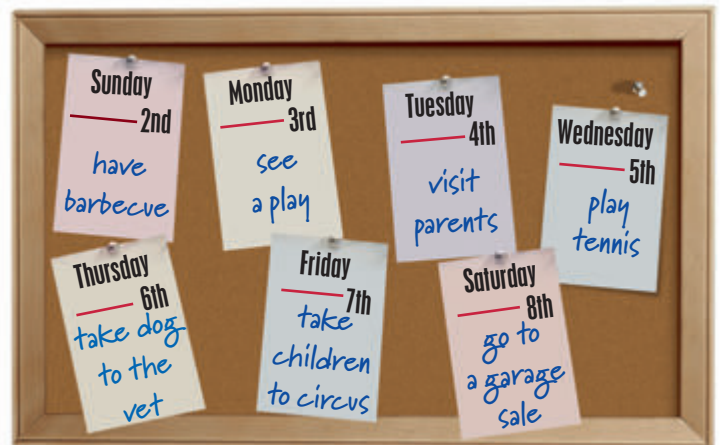 Sunday
2nd
have
barbecue
Monday
3rd
see
a play
Tuesday
4th
visit
parents
Wednesday
5th
play
tennis
Thursday
6th
take dog
to the
vet
Friday
7th
take
children
to circus
Saturday
8th
go to
a garage
sale